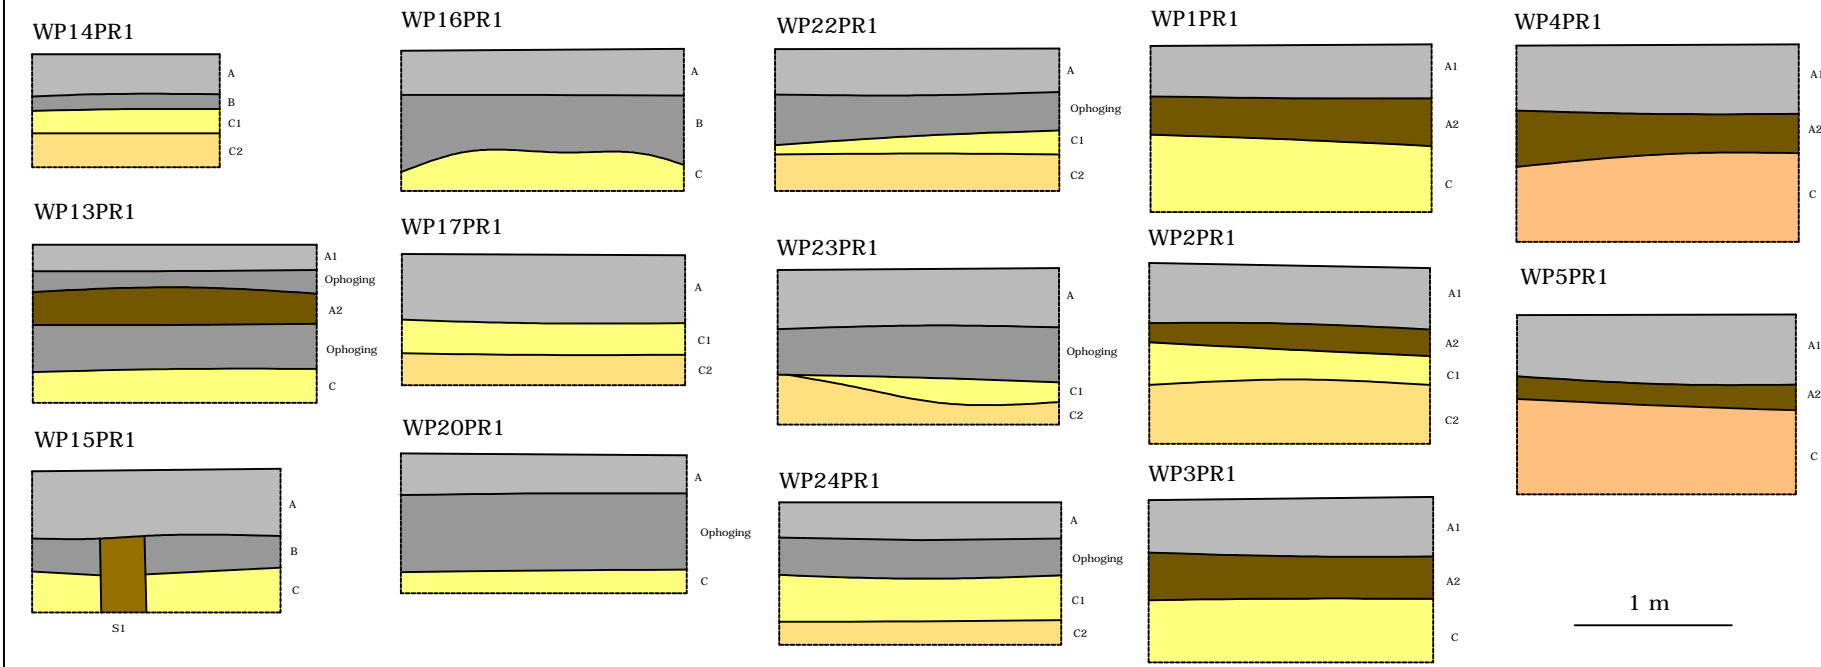 WP14PR1
A
B
C1
C2
WP13PR1
A1
Ophoging
A2
Ophoging
C
WP15PR1
A
B
C
S1
WP16PR1
A
B
C
WP17PR1
A
C1
C2
WP20PR1
A
Ophoging
C
WP22PR1
A
Ophoging
C1
C2
WP23PR1
A
Ophoging
C1
C2
WP24PR1
A
Ophoging
C1
C2
WP1PR1
A1
A2
C
WP2PR1
A1
A2
C1
C2
WP3PR1
A1
A2
C
WP4PR1
A1
A2
C
WP5PR1
A1
A2
C
1 m